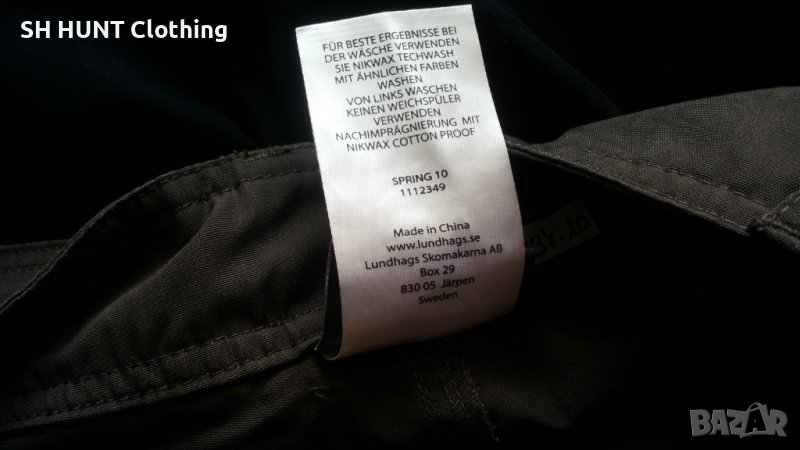 SH HUNT Clothing
FÜR BESTE ERGEBNISSE BEI
DER WÄSCHE VERWENDEN
SIE NIKWAX TECHWASH
MIT ÄHNLICHEN FARBEN
WASHEN
VON LINKS WASCHEN
KEINEN WEICHSPÜLER
VERWENDEN
NACHIMPRÄGNIERUNG MIT
NIKWAX COTTON PROOF
SPRING 10
1112349
Made in China
www.lundhags.se
Lundhags Skomakarna AB
Box 29
830 05 Järpen
Sweden
94.20
BAZAR